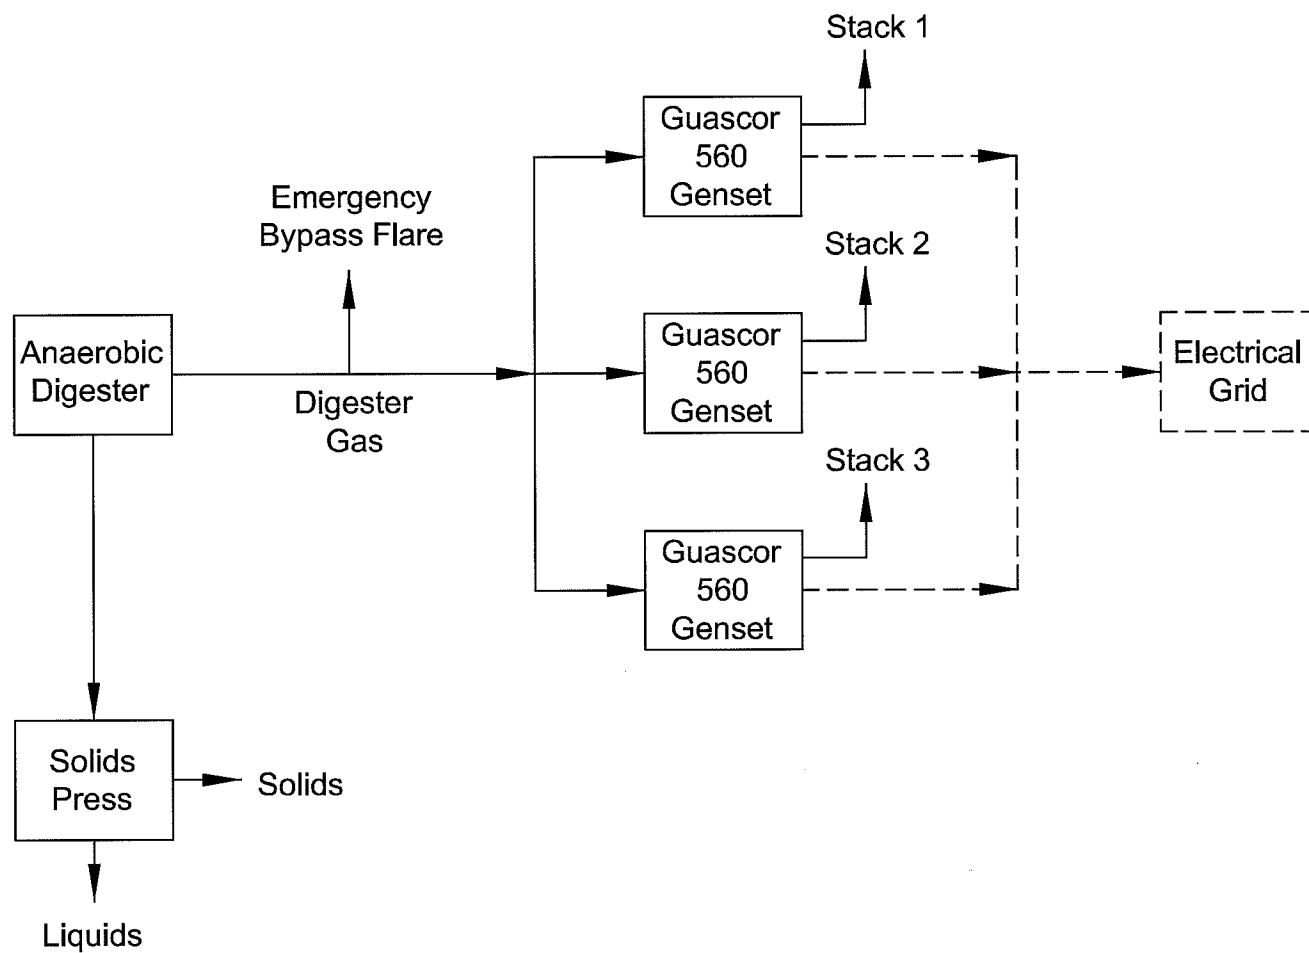 Stack 1
Guascor
560
Genset
Emergency
Bypass Flare
Stack 2
Anaerobic
Digester
Digester
Gas
Guascor
560
Genset
Electrical
Grid
Stack 3
Guascor
560
Genset
Solids
Press
Solids
Liquids